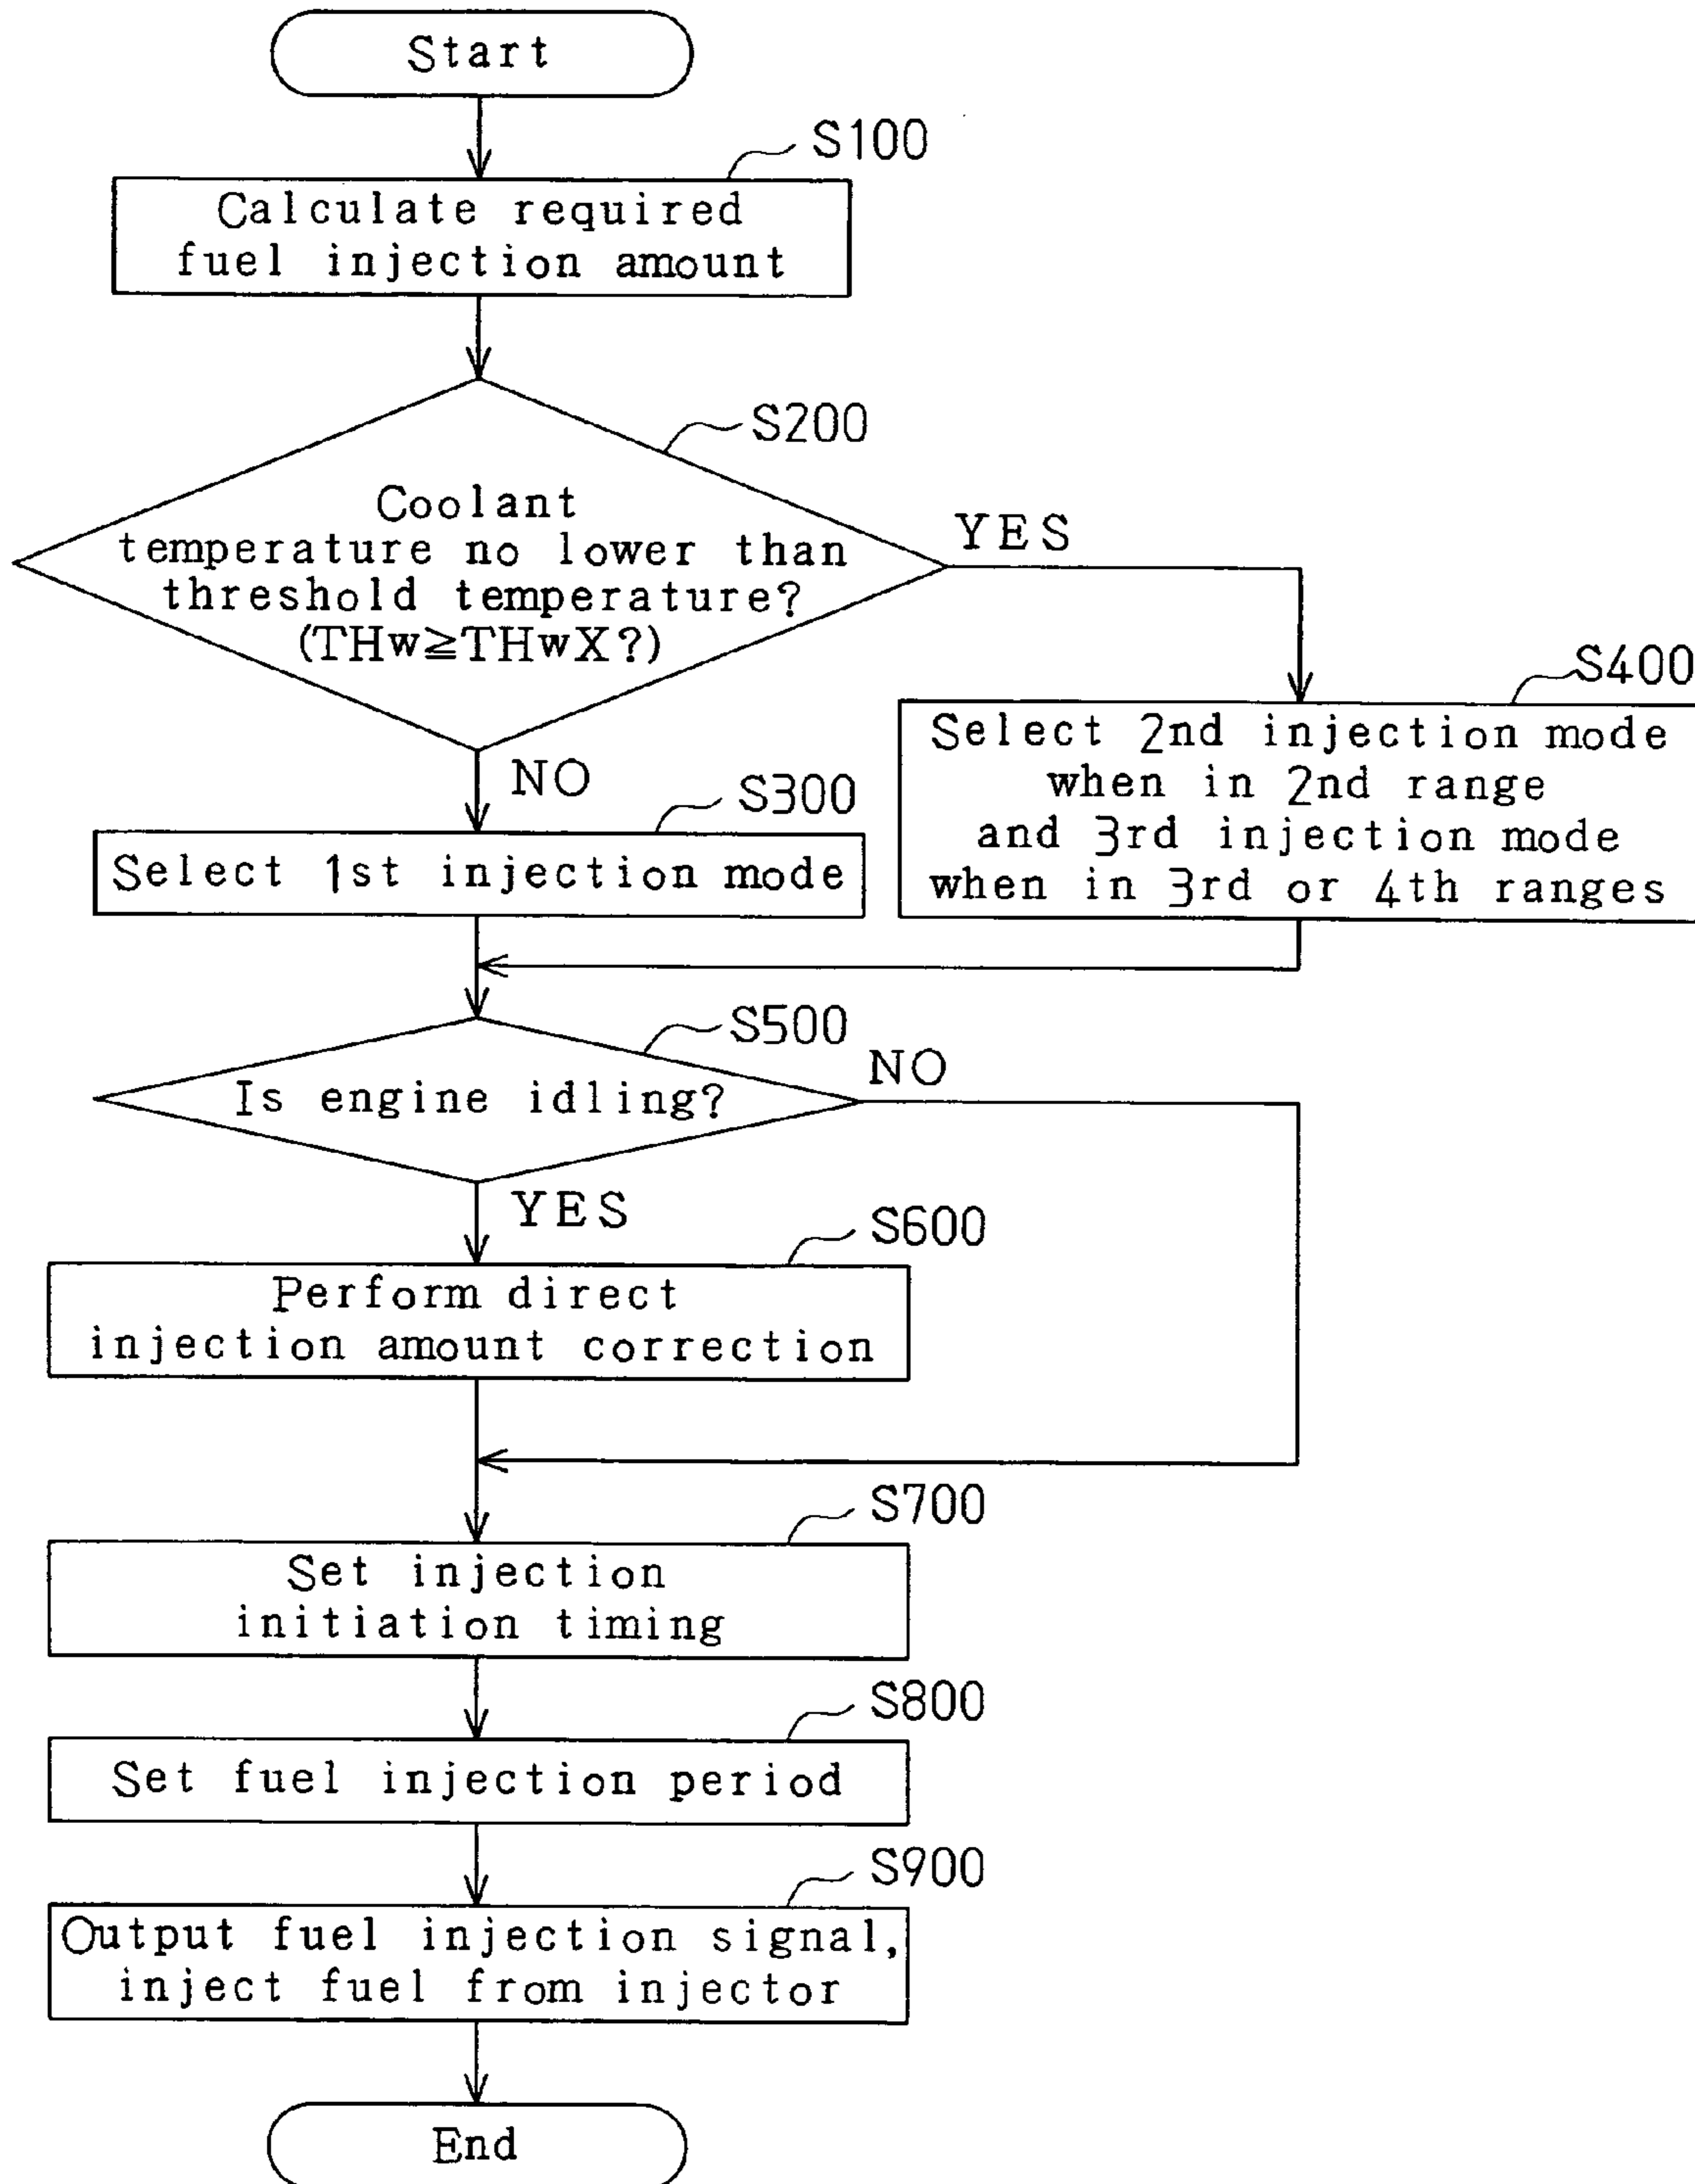 Start
S100
Calculate required
fuel injection amount
S200
Coolant
temperature no lower than
threshold temperature?
(THw≧THwX?)
YES
NO
S300
Select 1st injection mode
S400
Select 2nd injection mode
when in 2nd range
and 3rd injection mode
when in 3rd or 4th ranges
S500
Is engine idling?
NO
YES
S600
Perform direct
injection amount correction
S700
Set injection
initiation timing
S800
Set fuel injection period
S900
Output fuel injection signal,
inject fuel from injector
End